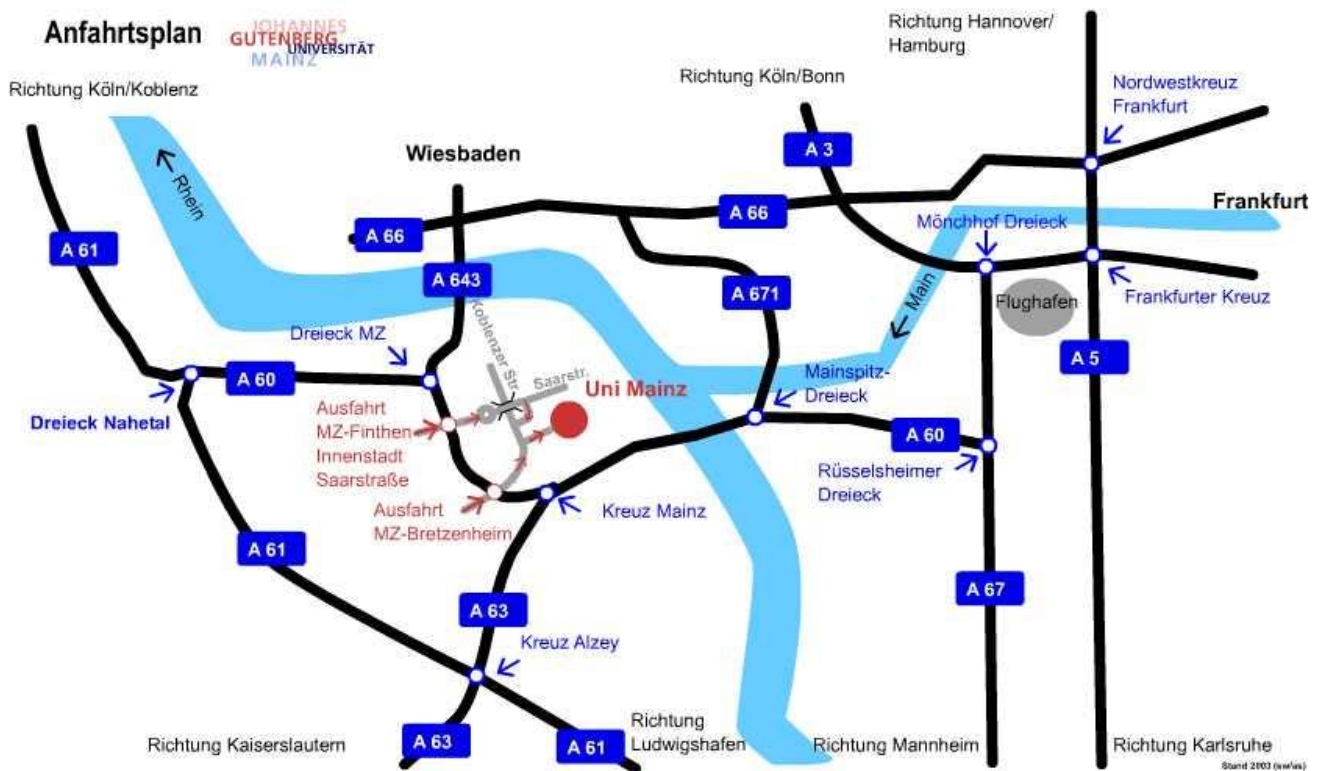 Anfahrtsplan
JOHANNES
GUTENBERG
UNIVERSITÄT
MAINZ
Richtung Hannover/
Hamburg
Richtung Köln/Koblenz
Richtung Köln/Bonn
Nordwestkreuz
Frankfurt
Wiesbaden
A 3
Rhein
A 66
A 66
Frankfurt
Mönchhof Dreieck
A 61
A 643
A 671
Main
Flughafen
Frankfurter Kreuz
Koblenzer Str.
Dreieck MZ
A 5
Saarstr.
A 60
Mainspitz-
Dreieck
Uni Mainz
Dreieck Nahetal
Ausfahrt
MZ-Finthen
Innenstadt
Saarstraße
A 60
Rüsselsheimer
Dreieck
Ausfahrt
MZ-Bretzenheim
Kreuz Mainz
A 61
A 67
A 63
Kreuz Alzey
Richtung Kaiserslautern
A 63
A 61
Richtung
Ludwigshafen
Richtung Mannheim
Richtung Karlsruhe
Stand 2003